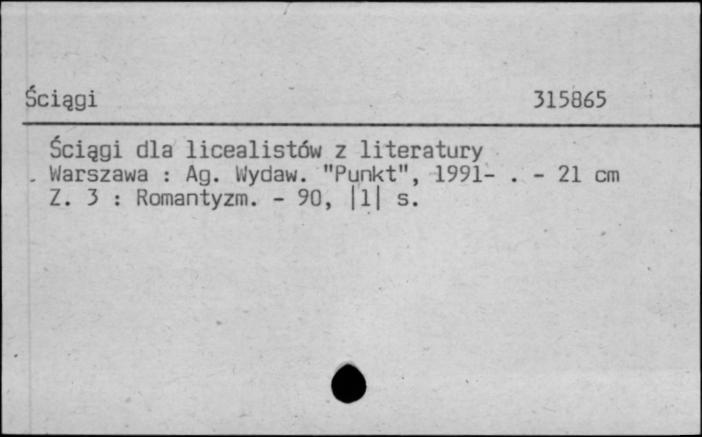 Ściągi 315865
Ściągi dla licealistów z literatury
Warszawa : Ag. Wydaw. "Punkt", 1991- . - 21 cm
Z. 3 : Romantyzm. - 90, |1| s.